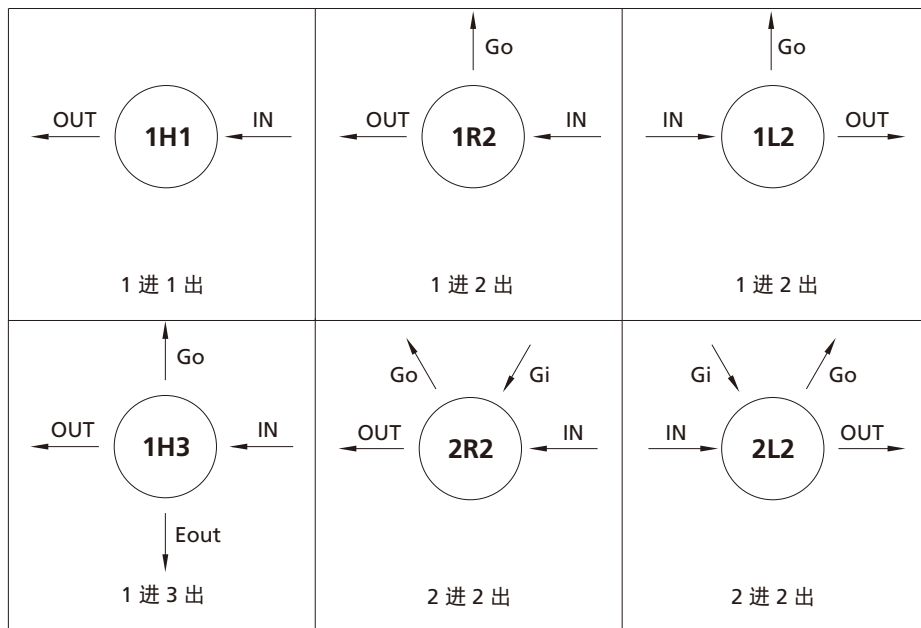 OUT
1H1
IN
1 进 1 出
Go
OUT
1R2
IN
1 进 2 出
Go
IN
1L2
OUT
1 进 2 出
Go
OUT
1H3
IN
Eout
1 进 3 出
Go
Gi
OUT
2R2
IN
2 进 2 出
Gi
Go
IN
2L2
OUT
2 进 2 出